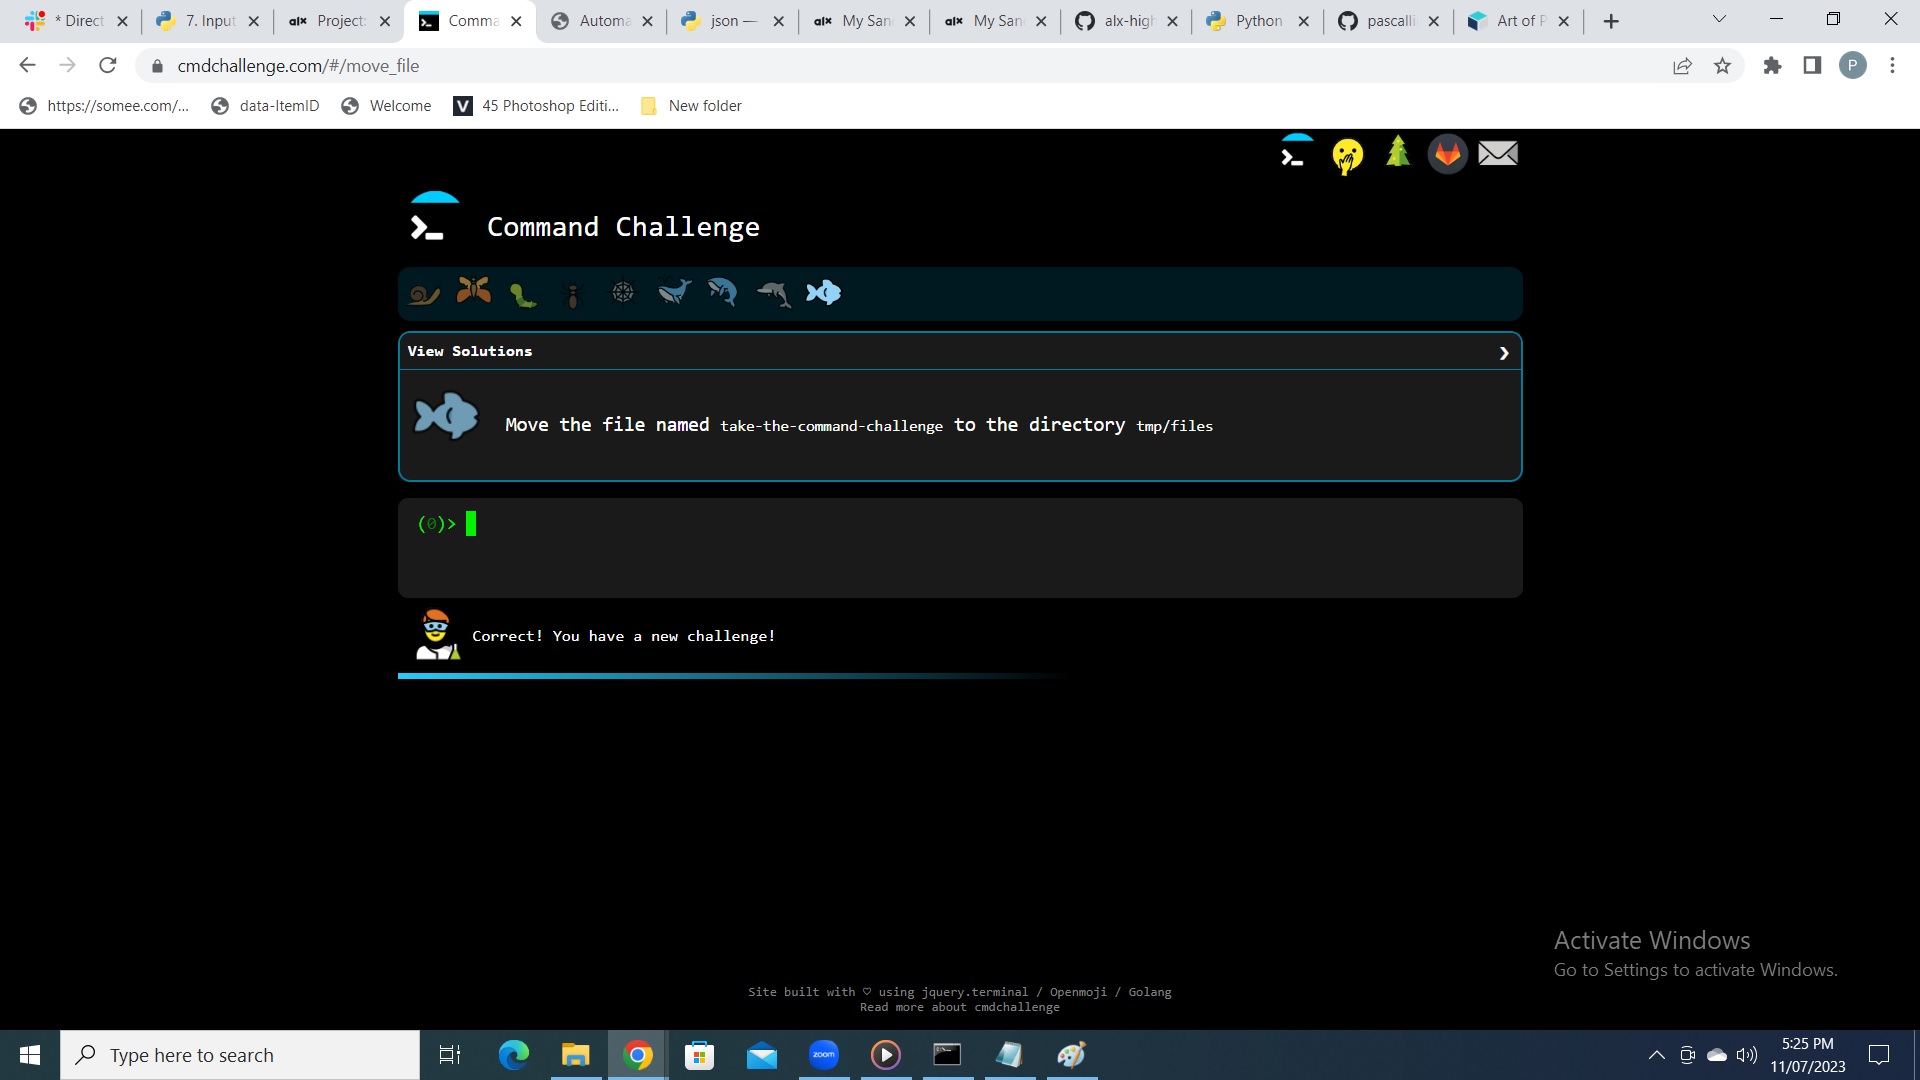 * Direct
7. Input
alx Project:
Comma
Automa
json —
alx My San
alx My San
alx-high
Python
pascalli
Art of P
cmdchallenge.com/#/move_file
P
https://somee.com/...
data-ItemID
Welcome
V 45 Photoshop Editi...
New folder
Command Challenge
View Solutions
Move the file named take-the-command-challenge to the directory tmp/files
(0)>
Correct! You have a new challenge!
Activate Windows
Go to Settings to activate Windows.
Site built with ♡ using jquery.terminal / Openmoji / Golang
Read more about cmdchallenge
Type here to search
zoom
5:25 PM
11/07/2023